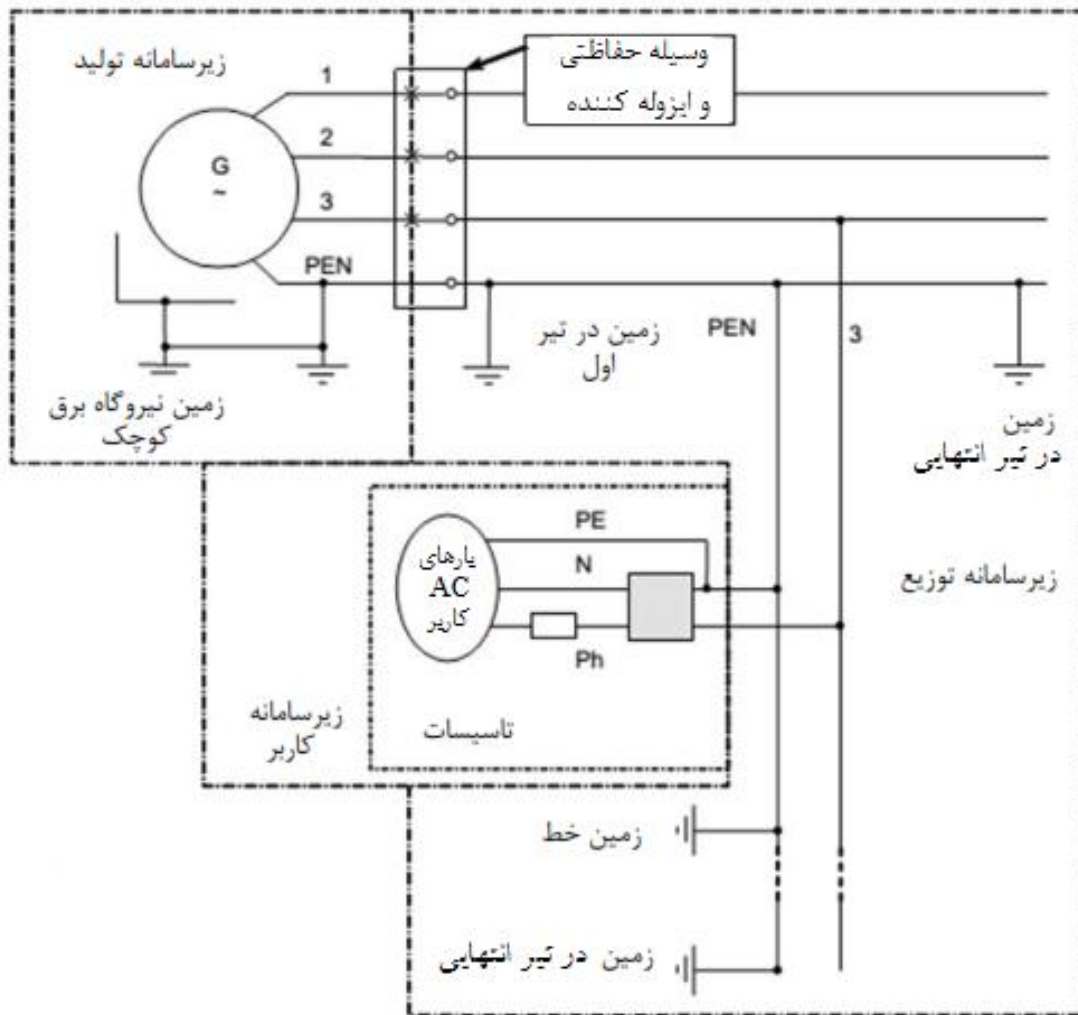 زیرسامانه تولید
وسیله حفاظتی
و ایزوله کننده
1
2
3
G
~
PEN
زمین در تیر
اول
PEN
3
زمین نیروگاه برق
کوچک
زمین
در تیر انتهایی
PE
N
Ph
یارهای
AC
کاربر
زیرسامانه توزیع
زیرسامانه
کاربر
تاسیسات
زمین خط
زمین در تیر انتهایی